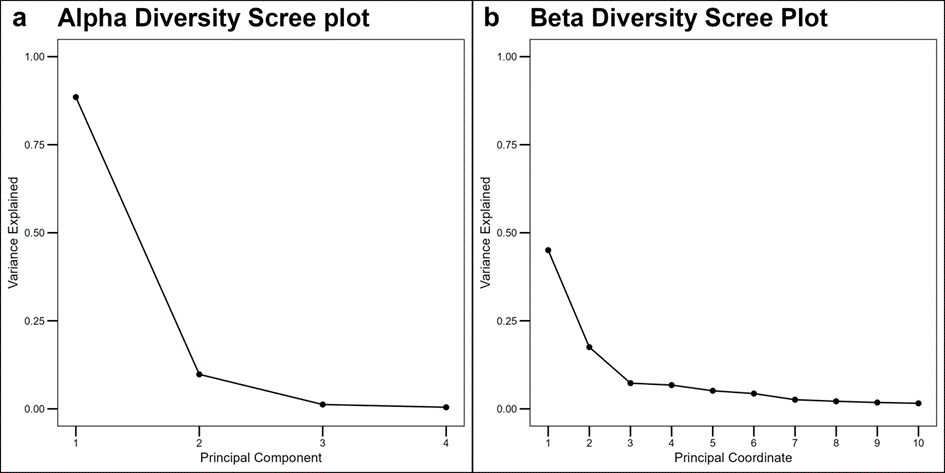 a Alpha Diversity Scree plot
1.00
0.75
0.50
0.25
0.00
Variance Explained
1 2 3 4
Principal Component
b Beta Diversity Scree Plot
1.00
0.75
0.50
0.25
0.00
Variance Explained
1 2 3 4 5 6 7 8 9 10
Principal Coordinate